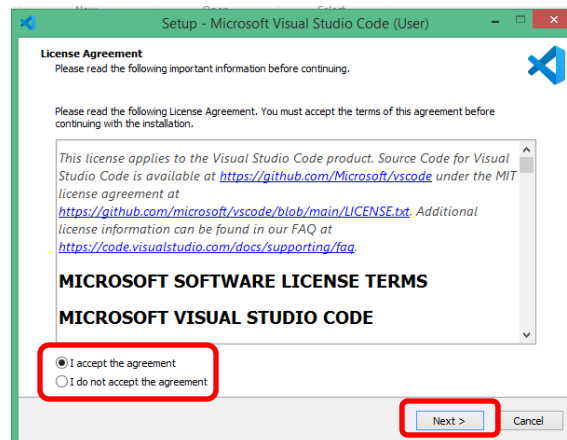 New Open Select
Setup - Microsoft Visual Studio Code (User)
License Agreement
Please read the following important information before continuing.
Please read the following License Agreement. You must accept the terms of this agreement before
continuing with the installation.
This license applies to the Visual Studio Code product. Source Code for Visual
Studio Code is available at https://github.com/Microsoft/vscode under the MIT
license agreement at
https://github.com/microsoft/vscode/blob/main/LICENSE.txt. Additional
license information can be found in our FAQ at
https://code.visualstudio.com/docs/supporting/faq.
MICROSOFT SOFTWARE LICENSE TERMS
MICROSOFT VISUAL STUDIO CODE
I accept the agreement
I do not accept the agreement
Next > Cancel